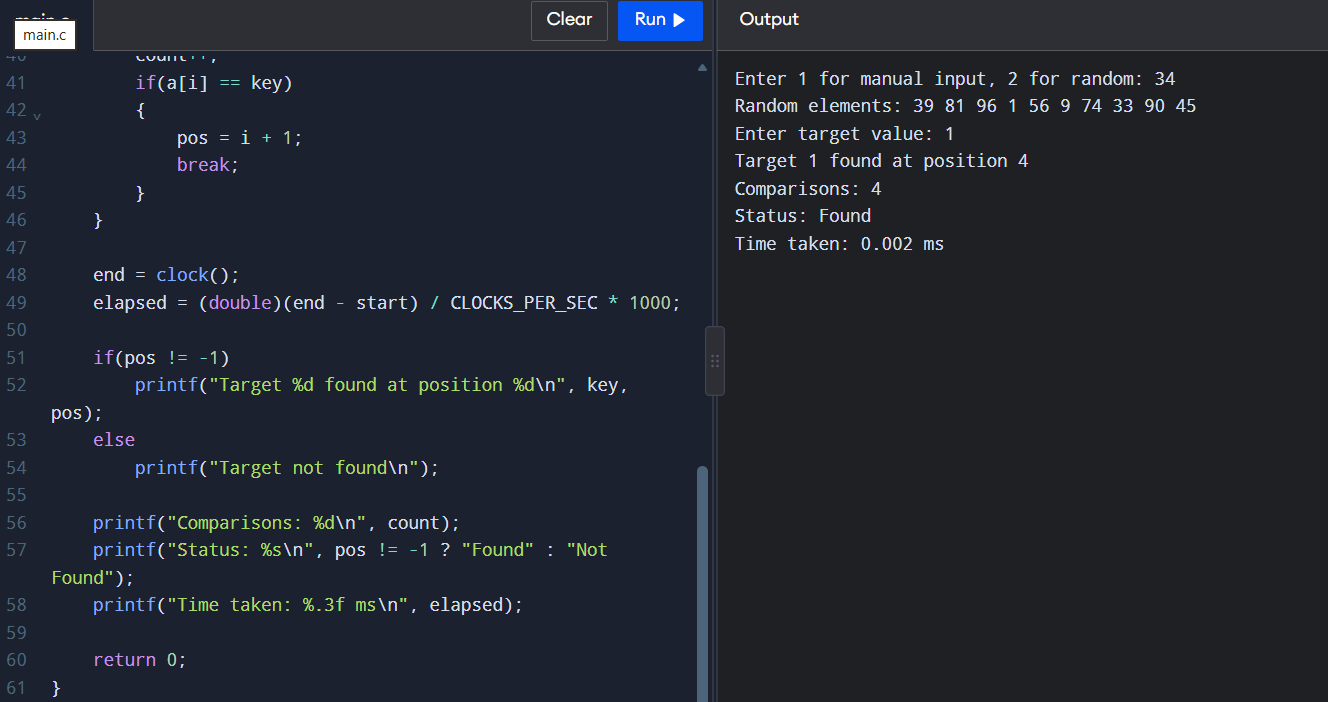 main.c
Clear
Run
Output
41 if(a[i] == key)
42 {
43 pos = i + 1;
44 break;
45 }
46 }
47
48 end = clock();
49 elapsed = (double)(end - start) / CLOCKS_PER_SEC * 1000;
50
51 if(pos != -1)
52 printf("Target %d found at position %d\n", key,
pos);
53 else
54 printf("Target not found\n");
55
56 printf("Comparisons: %d\n", count);
57 printf("Status: %s\n", pos != -1 ? "Found" : "Not
Found");
58 printf("Time taken: %.3f ms\n", elapsed);
59
60 return 0;
61 }
Enter 1 for manual input, 2 for random: 34
Random elements: 39 81 96 1 56 9 74 33 90 45
Enter target value: 1
Target 1 found at position 4
Comparisons: 4
Status: Found
Time taken: 0.002 ms